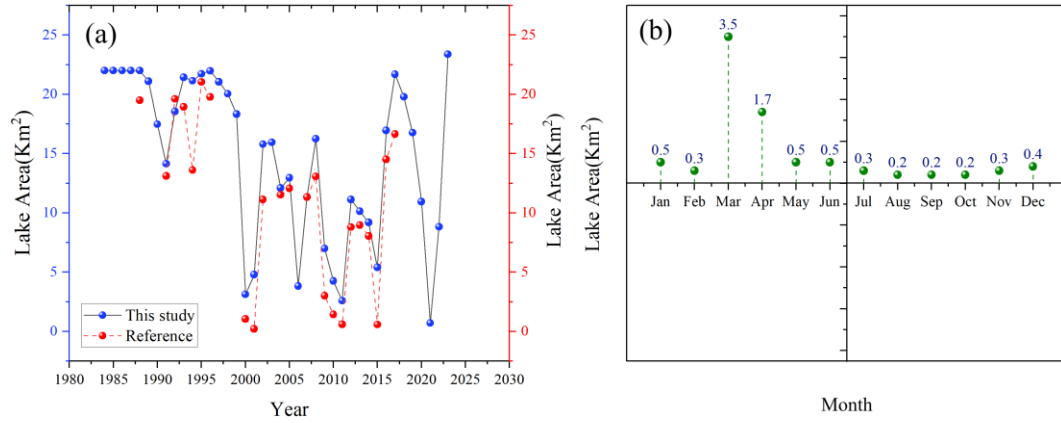 (a)
Lake Area(Km²)
25
20
15
10
5
0
This study
Reference
1980 1985 1990 1995 2000 2005 2010 2015 2020 2025 2030
Year
30
25
20
15
10
5
0
Lake Area(Km²)
(b)
Lake Area(Km²)
0.5 0.3 3.5 1.7 0.5 0.5 0.3 0.2 0.2 0.2 0.3 0.4
Jan Feb Mar Apr May Jun Jul Aug Sep Oct Nov Dec
Month